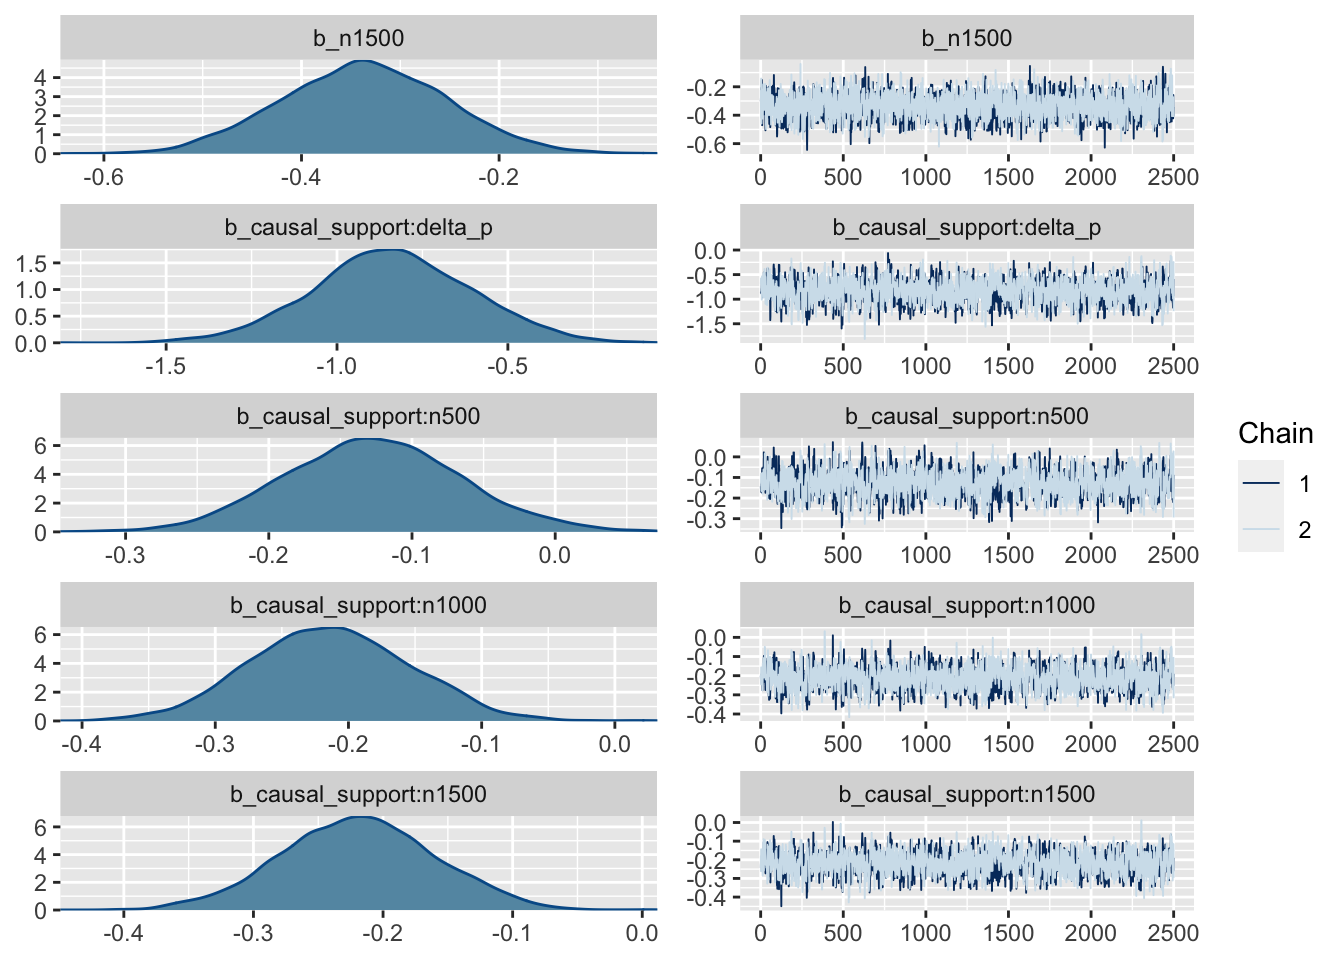 b_n1500 b_n1500
4
3
2
1
0
-0.6 -0.4 -0.2
-0.2
-0.4
-0.6
0 500 1000 1500 2000 2500
b_causal_support:delta_p b_causal_support:delta_p
1.5
1.0
0.5
0.0
-1.5 -1.0 -0.5
0.0
-0.5
-1.0
-1.5
0 500 1000 1500 2000 2500
b_causal_support:n500 b_causal_support:n500
6
4
2
0
-0.3 -0.2 -0.1 0.0
0.0
-0.1
-0.2
-0.3
0 500 1000 1500 2000 2500
b_causal_support:n1000 b_causal_support:n1000
6
4
2
0
-0.4 -0.3 -0.2 -0.1 0.0
0.0
-0.1
-0.2
-0.3
-0.4
0 500 1000 1500 2000 2500
b_causal_support:n1500 b_causal_support:n1500
6
4
2
0
-0.4 -0.3 -0.2 -0.1 0.0
0.0
-0.1
-0.2
-0.3
-0.4
0 500 1000 1500 2000 2500
Chain
1
2